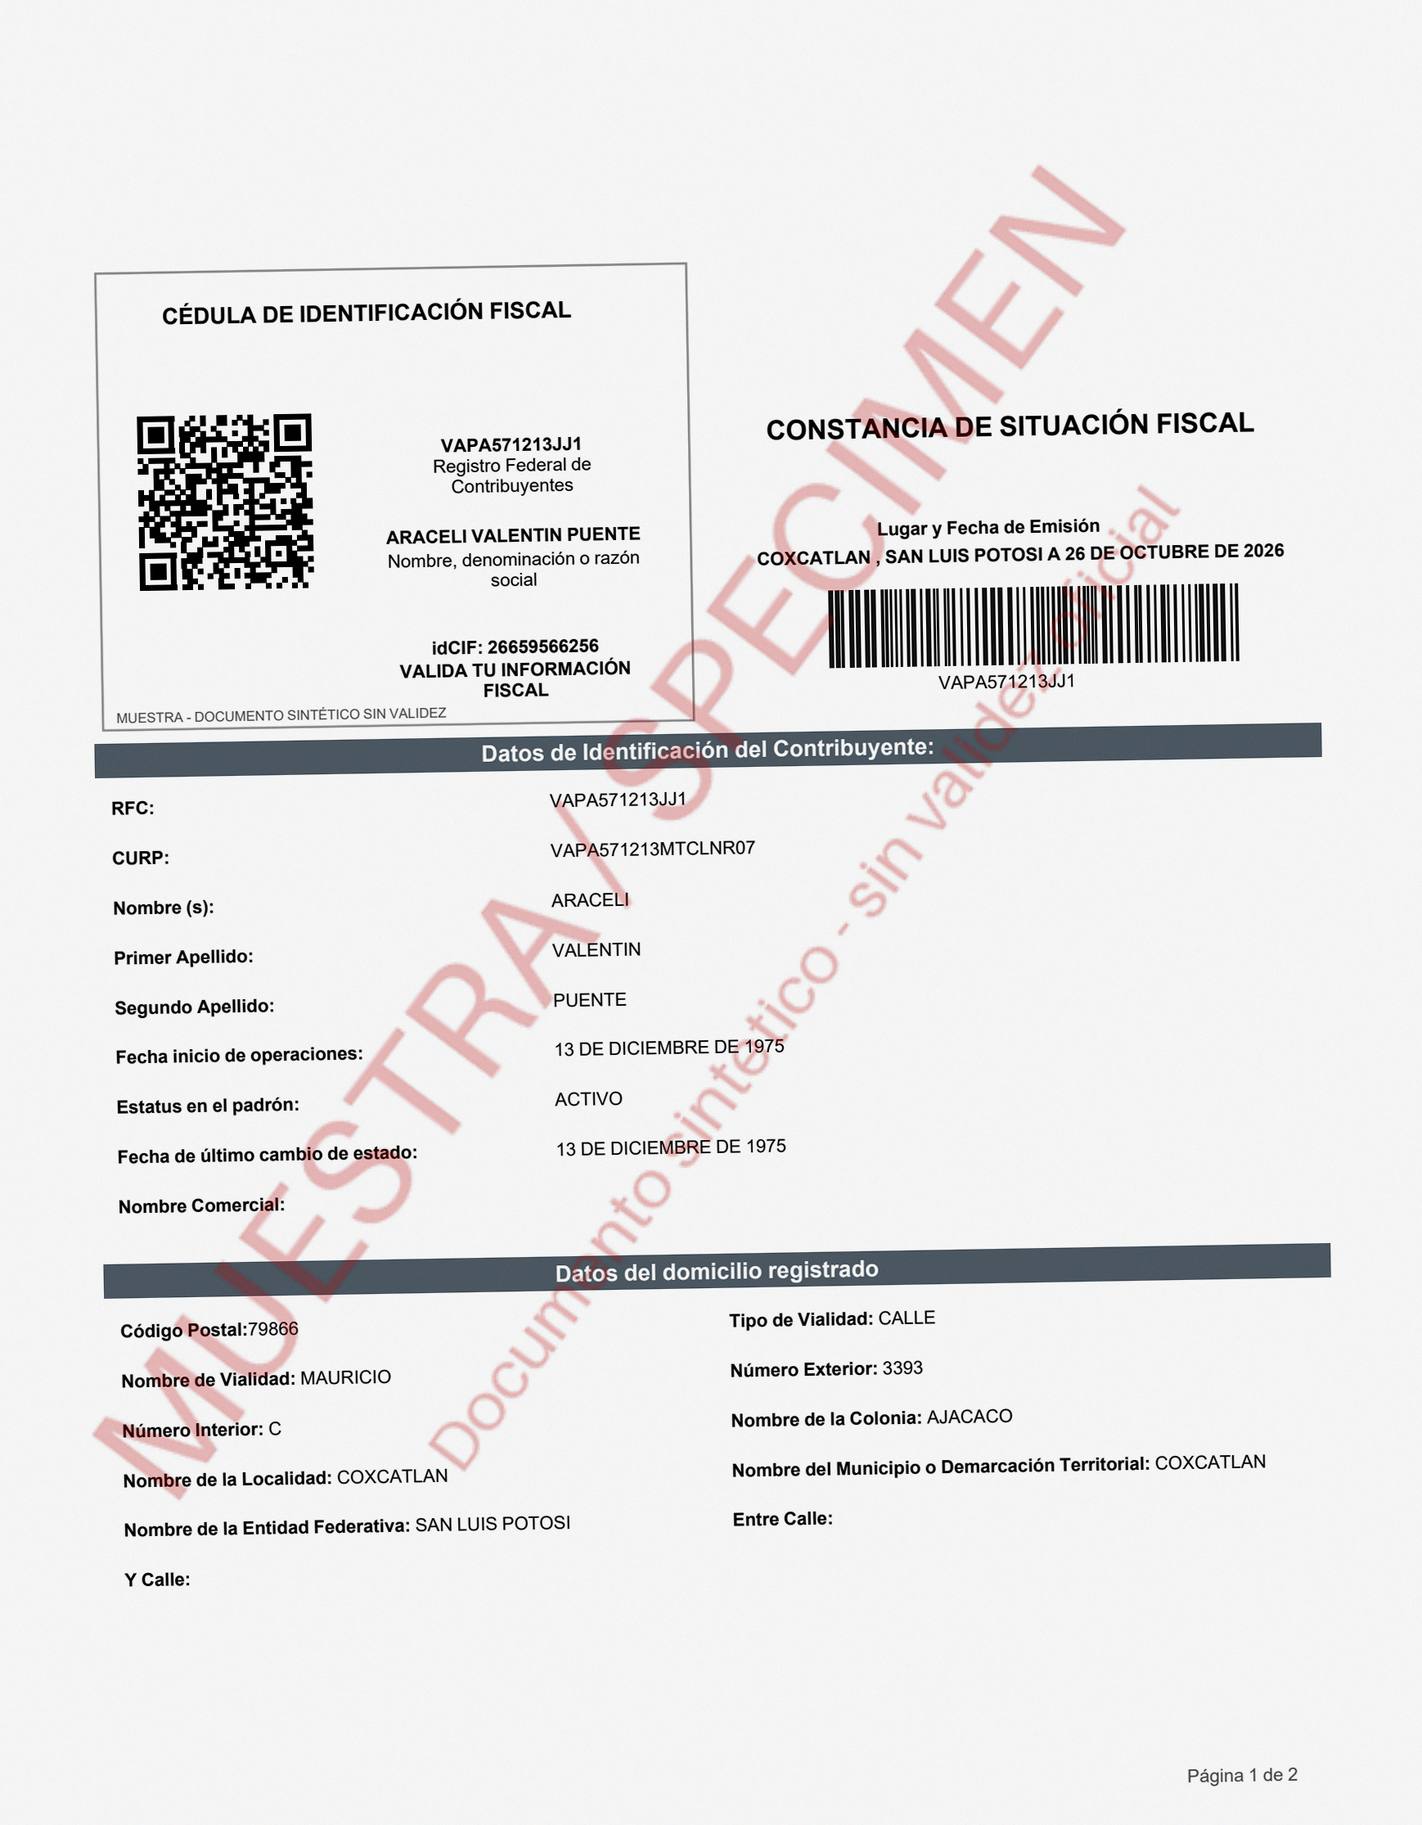 CÉDULA DE IDENTIFICACIÓN FISCAL
VAPA571213JJ1
Registro Federal de
Contribuyentes
ARACELI VALENTIN PUENTE
Nombre, denominación o razón
social
idCIF: 26659566256
VALIDA TU INFORMACIÓN
FISCAL
MUESTRA - DOCUMENTO SINTÉTICO SIN VALIDEZ
CONSTANCIA DE SITUACIÓN FISCAL
Lugar y Fecha de Emisión
COXCATLAN , SAN LUIS POTOSI A 26 DE OCTUBRE DE 2026
VAPA571213JJ1
Datos de Identificación del Contribuyente:
RFC: VAPA571213JJ1
CURP: VAPA571213MTCLNR07
Nombre (s): ARACELI
Primer Apellido: VALENTIN
Segundo Apellido: PUENTE
Fecha inicio de operaciones: 13 DE DICIEMBRE DE 1975
Estatus en el padrón: ACTIVO
Fecha de último cambio de estado: 13 DE DICIEMBRE DE 1975
Nombre Comercial:
Datos del domicilio registrado
Código Postal:79866 Tipo de Vialidad: CALLE
Nombre de Vialidad: MAURICIO Número Exterior: 3393
Número Interior: C Nombre de la Colonia: AJACACO
Nombre de la Localidad: COXCATLAN Nombre del Municipio o Demarcación Territorial: COXCATLAN
Nombre de la Entidad Federativa: SAN LUIS POTOSI Entre Calle:
Y Calle:
Página 1 de 2
MUESTRA / SPECIMEN
Documento sintetico - sin validez oficial